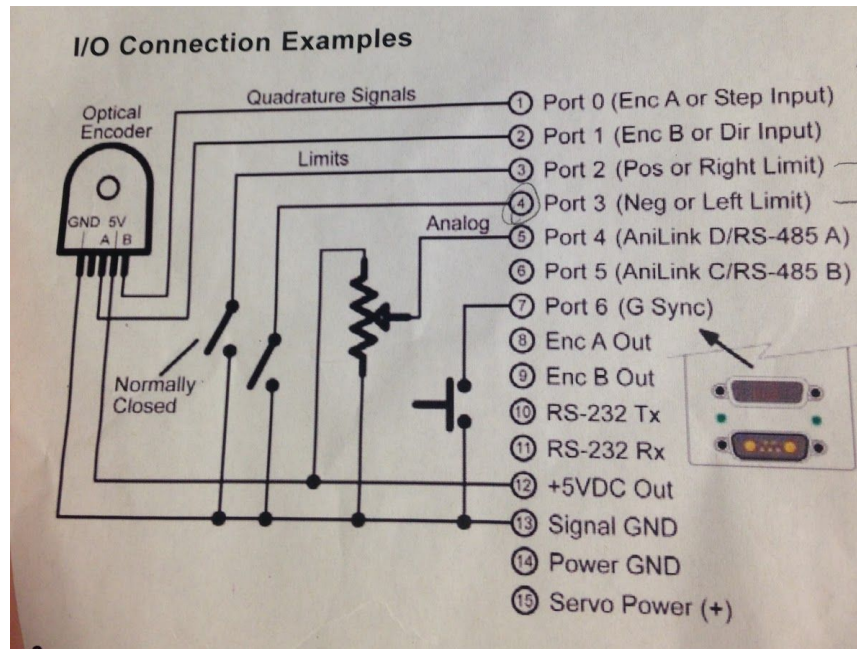 I/O Connection Examples
Quadrature Signals
Optical
Encoder
GND 5V
A B
Limits
Analog
Normally
Closed
1 Port 0 (Enc A or Step Input)
2 Port 1 (Enc B or Dir Input)
3 Port 2 (Pos or Right Limit)
4 Port 3 (Neg or Left Limit)
5 Port 4 (AniLink D/RS-485 A)
6 Port 5 (AniLink C/RS-485 B)
7 Port 6 (G Sync)
8 Enc A Out
9 Enc B Out
10 RS-232 Tx
11 RS-232 Rx
12 +5VDC Out
13 Signal GND
14 Power GND
15 Servo Power (+)